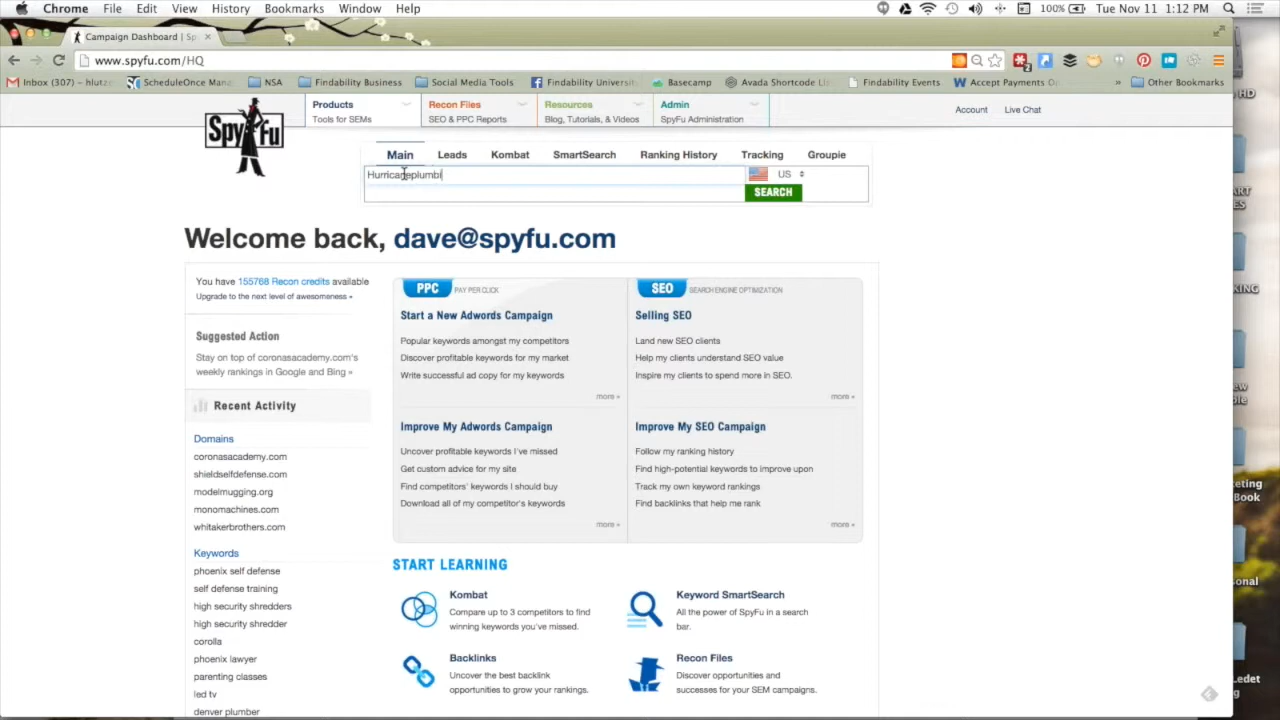 Chrome File Edit View History Bookmarks Window Help 100% Tue Nov 11 1:12 PM
Campaign Dashboard | Sp
www.spyfu.com/HQ
Inbox (307) – hlutz ScheduleOnce Man NSA Findability Business Social Media Tools Findability Universi Basecamp Avada Shortcode Lis Findability Events Accept Payments On » Other Bookmarks
Products Recon Files Resources Admin
Tools for SEMs SEO & PPC Reports Blog, Tutorials, & Videos SpyFu Administration
Account Live Chat
SpyFu
Main Leads Kombat SmartSearch Ranking History Tracking Groupie
Hurricaneplumbi US
SEARCH
Welcome back, dave@spyfu.com
You have 155768 Recon credits available
Upgrade to the next level of awesomeness »
Suggested Action
Stay on top of coronasacademy.com's
weekly rankings in Google and Bing »
Recent Activity
Domains
coronasacademy.com
shieldselfdefense.com
modelmugging.org
monomachines.com
whitakerbrothers.com
Keywords
phoenix self defense
self defense training
high security shredders
high security shredder
corolla
phoenix lawyer
parenting classes
led tv
denver plumber
PPC PAY PER CLICK
Start a New Adwords Campaign
Popular keywords amongst my competitors
Discover profitable keywords for my market
Write successful ad copy for my keywords
more »
SEO SEARCH ENGINE OPTIMIZATION
Selling SEO
Land new SEO clients
Help my clients understand SEO value
Inspire my clients to spend more in SEO.
more »
Improve My Adwords Campaign
Uncover profitable keywords I've missed
Get custom advice for my site
Find competitors' keywords I should buy
Download all of my competitor's keywords
more »
Improve My SEO Campaign
Follow my ranking history
Find high-potential keywords to improve upon
Track my own keyword rankings
Find backlinks that help me rank
more »
START LEARNING
Kombat
Compare up to 3 competitors to find
winning keywords you've missed.
Keyword SmartSearch
All the power of SpyFu in a search
bar.
Backlinks
Uncover the best backlink
opportunities to grow your rankings.
Recon Files
Discover opportunities and
successes for your SEM campaigns.
HD
KING
Book